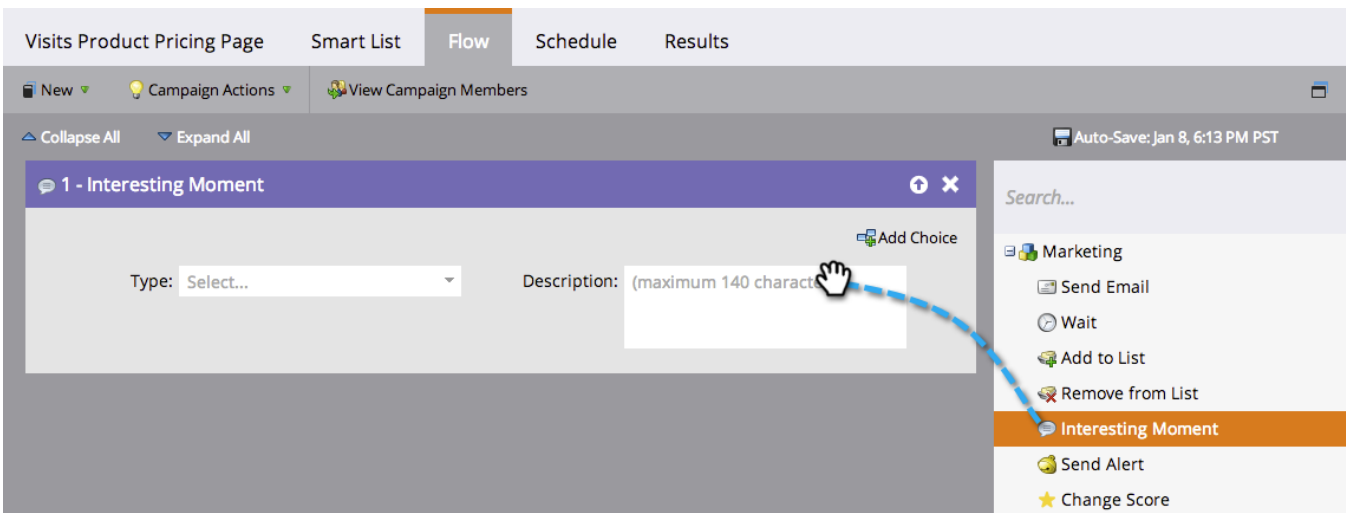 Visits Product Pricing Page Smart List Flow Schedule Results
New Campaign Actions View Campaign Members
Collapse All Expand All Auto-Save: Jan 8, 6:13 PM PST
1 - Interesting Moment
Search...
Add Choice
Marketing
Type: Select... Description: (maximum 140
Send Email
Wait
Add to List
Remove from List
Interesting Moment
Send Alert
Change Score